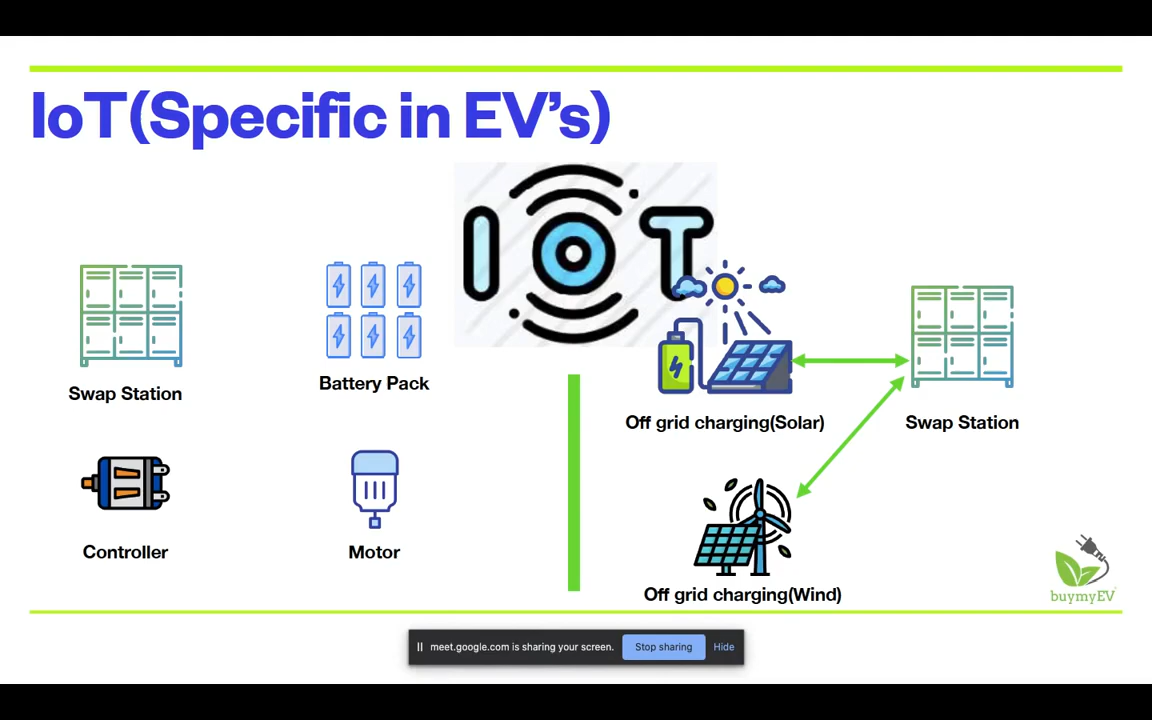 IoT(Specific in EV’s)
IOT
Swap Station
Battery Pack
Controller
Motor
Off grid charging(Solar)
Swap Station
Off grid charging(Wind)
buymyEV
meet.google.com is sharing your screen.
Stop sharing
Hide